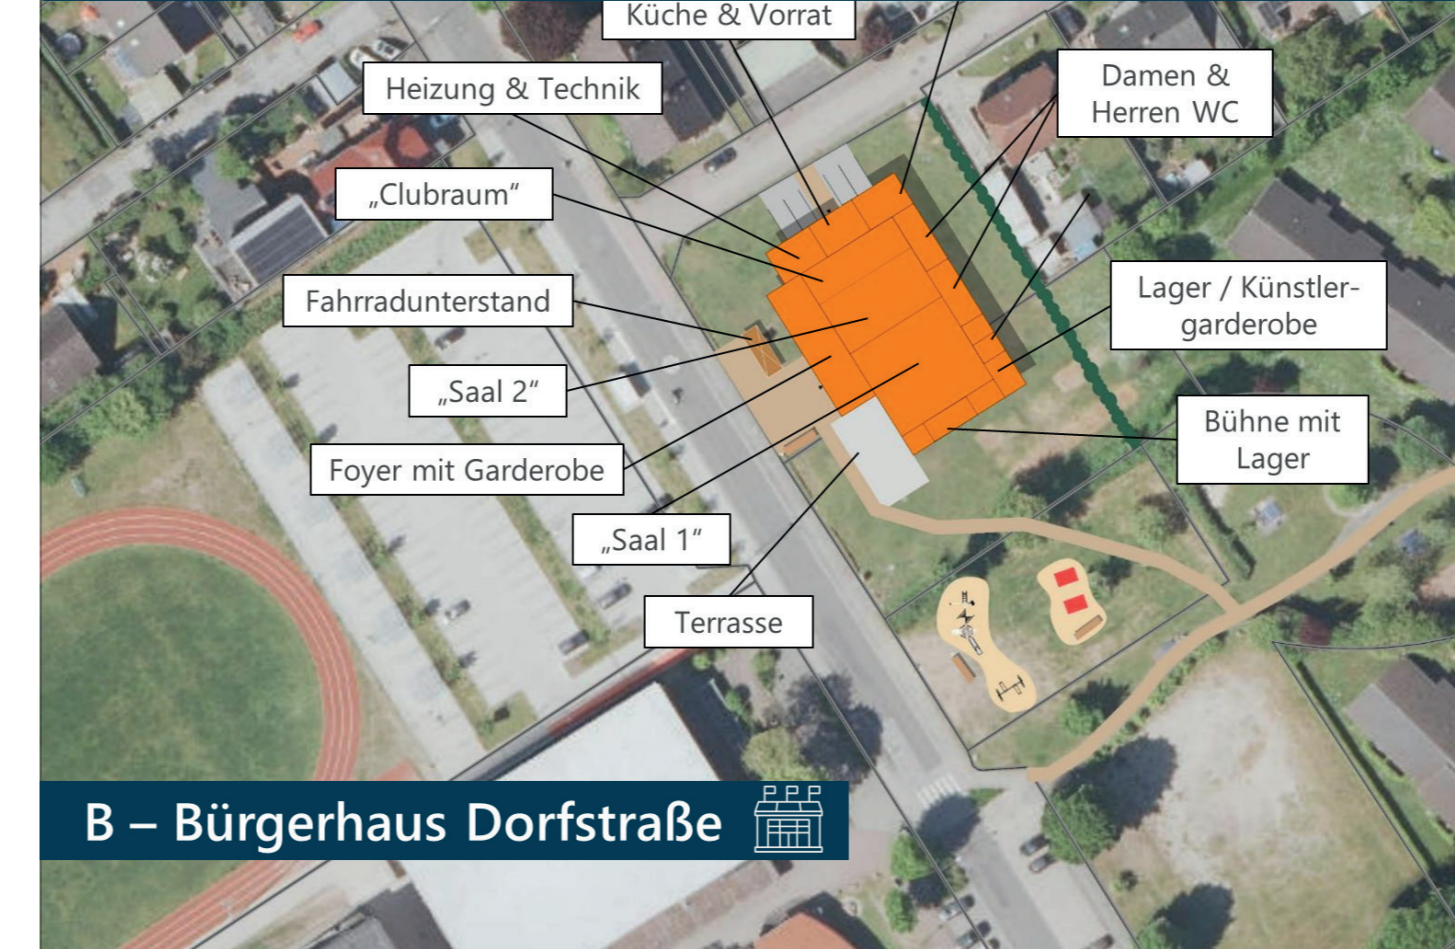 Küche & Vorrat
Heizung & Technik
Damen &
Herren WC
„Clubraum“
Fahrradunterstand
Lager / Künstler-
garderobe
„Saal 2“
Bühne mit
Lager
Foyer mit Garderobe
„Saal 1“
Terrasse
B – Bürgerhaus Dorfstraße